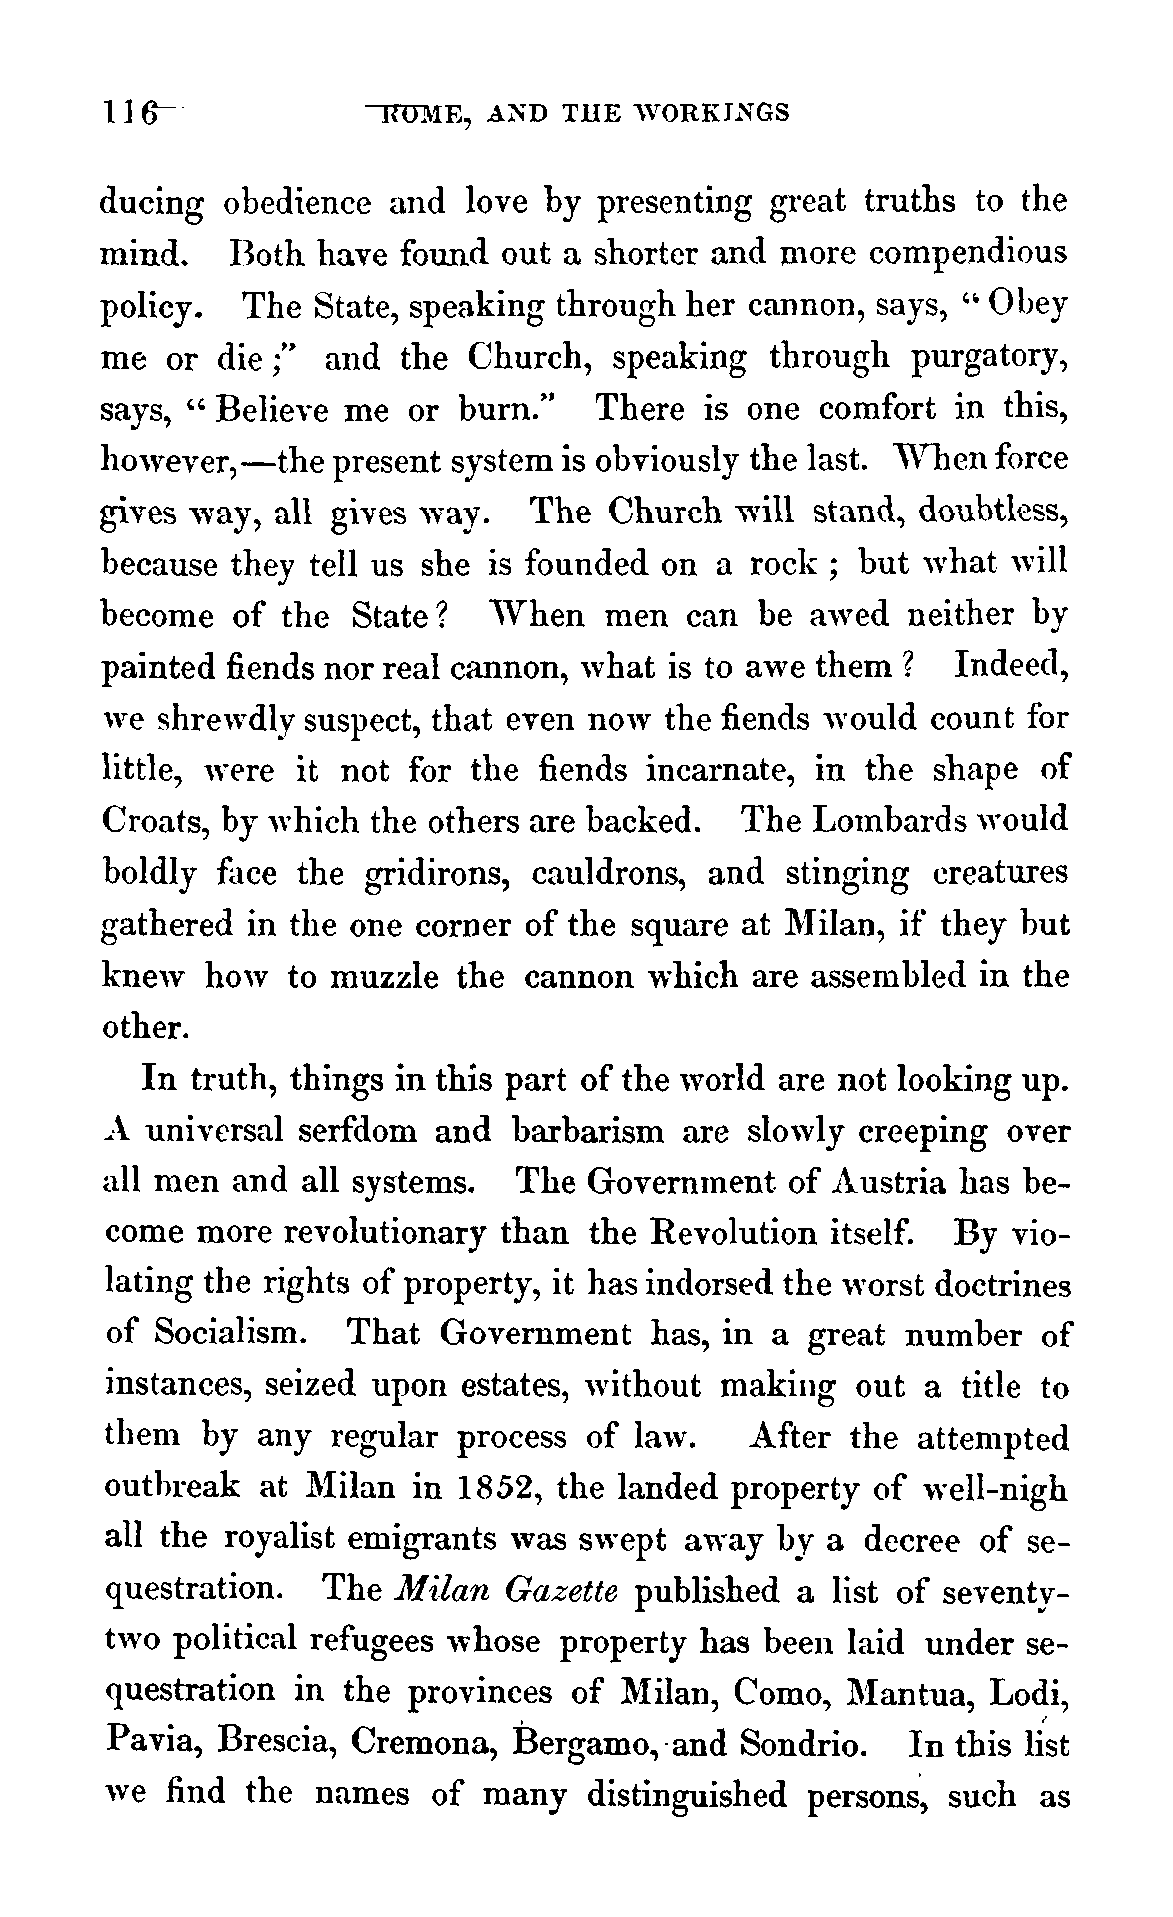 116 ROME, AND THE WORKINGS
ducing obedience and love by presenting great truths to the
mind. Both have found out a shorter and more compendious
policy. The State, speaking through her cannon, says, “Obey
me or die;” and the Church, speaking through purgatory,
says, “Believe me or burn.” There is one comfort in this,
however,—the present system is obviously the last. When force
gives way, all gives way. The Church will stand, doubtless,
because they tell us she is founded on a rock; but what will
become of the State? When men can be awed neither by
painted fiends nor real cannon, what is to awe them? Indeed,
we shrewdly suspect, that even now the fiends would count for
little, were it not for the fiends incarnate, in the shape of
Croats, by which the others are backed. The Lombards would
boldly face the gridirons, cauldrons, and stinging creatures
gathered in the one corner of the square at Milan, if they but
knew how to muzzle the cannon which are assembled in the
other.
In truth, things in this part of the world are not looking up.
A universal serfdom and barbarism are slowly creeping over
all men and all systems. The Government of Austria has be-
come more revolutionary than the Revolution itself. By vio-
lating the rights of property, it has indorsed the worst doctrines
of Socialism. That Government has, in a great number of
instances, seized upon estates, without making out a title to
them by any regular process of law. After the attempted
outbreak at Milan in 1852, the landed property of well-nigh
all the royalist emigrants was swept away by a decree of se-
questration. The Milan Gazette published a list of seventy-
two political refugees whose property has been laid under se-
questration in the provinces of Milan, Como, Mantua, Lodi,
Pavia, Brescia, Cremona, Bergamo, and Sondrio. In this list
we find the names of many distinguished persons, such as